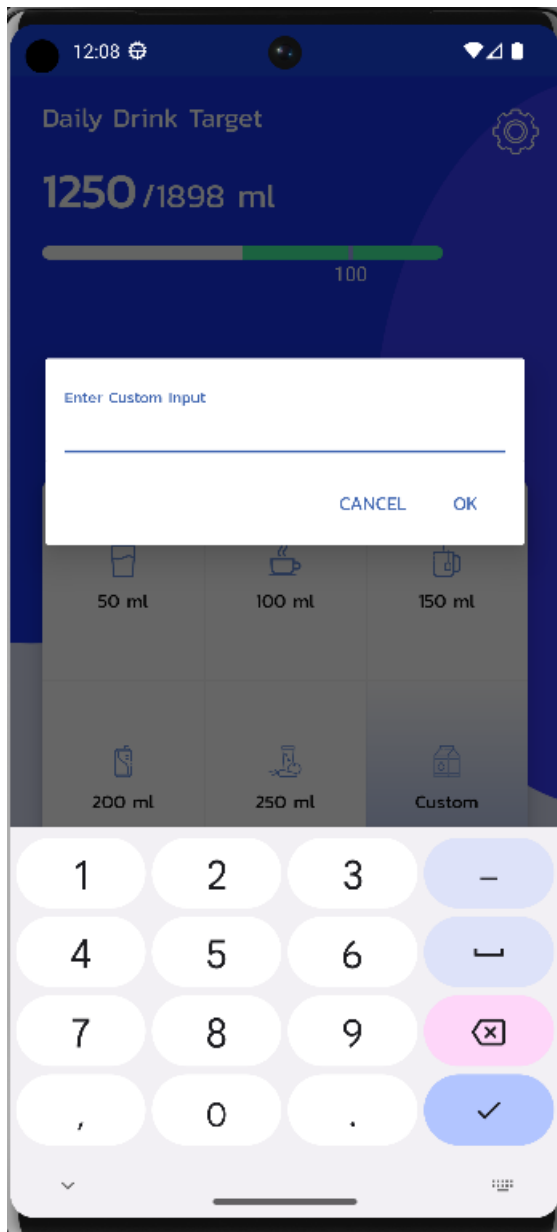 12:08
Daily Drink Target
1250/1898 ml
100
Enter Custom Input
CANCEL OK
50 ml 100 ml 150 ml
200 ml 250 ml Custom
1 2 3 –
4 5 6
7 8 9
, 0 .